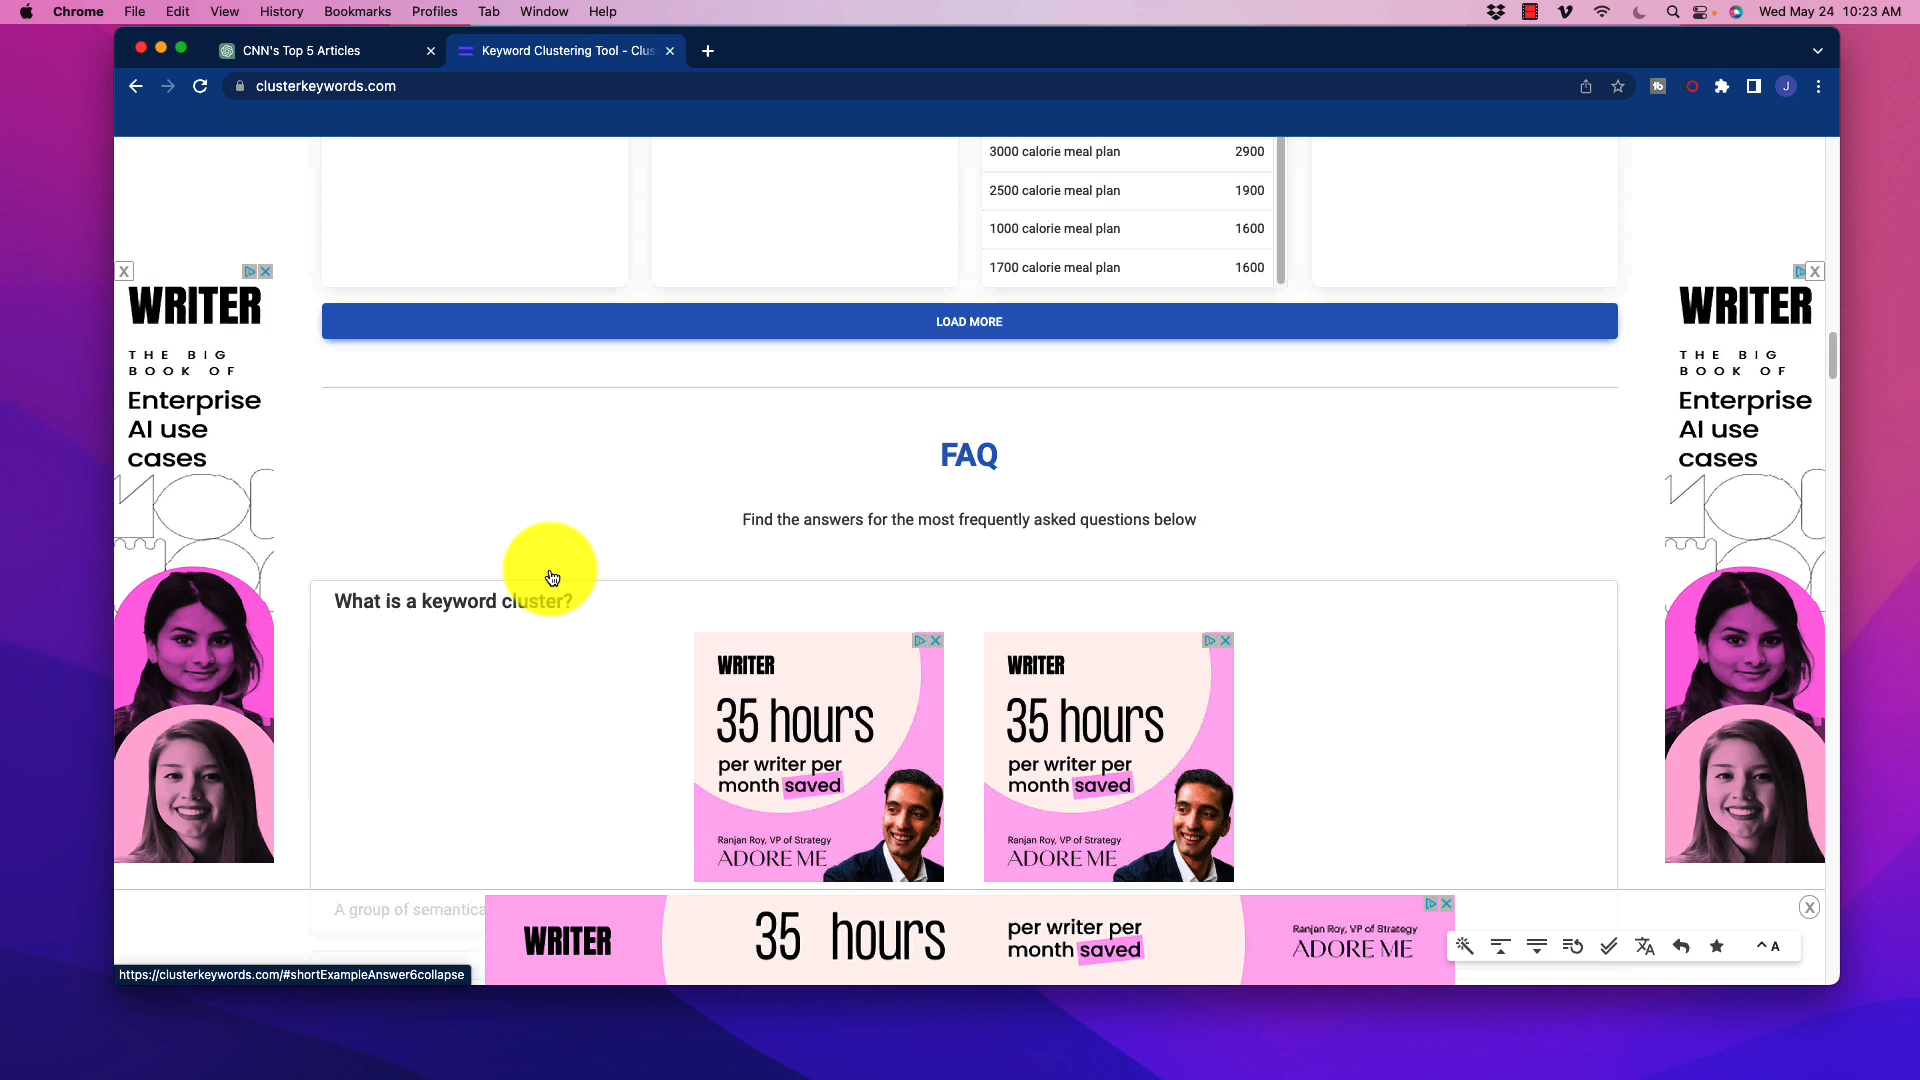 Chrome File Edit View History Bookmarks Profiles Tab Window Help
Wed May 24 10:23 AM
CNN's Top 5 Articles
Keyword Clustering Tool - Clus
clusterkeywords.com
J
3000 calorie meal plan 2900
2500 calorie meal plan 1900
1000 calorie meal plan 1600
1700 calorie meal plan 1600
LOAD MORE
WRITER
THE BIG
BOOK OF
Enterprise
AI use
cases
FAQ
Find the answers for the most frequently asked questions below
What is a keyword cluster?
WRITER
35 hours
per writer per
month saved
Ranjan Roy, VP of Strategy
ADORE ME
WRITER
35 hours
per writer per
month saved
Ranjan Roy, VP of Strategy
ADORE ME
WRITER
THE BIG
BOOK OF
Enterprise
AI use
cases
A group of semantica
WRITER
35 hours
per writer per
month saved
Ranjan Roy, VP of Strategy
ADORE ME
A
https://clusterkeywords.com/#shortExampleAnswer6collapse